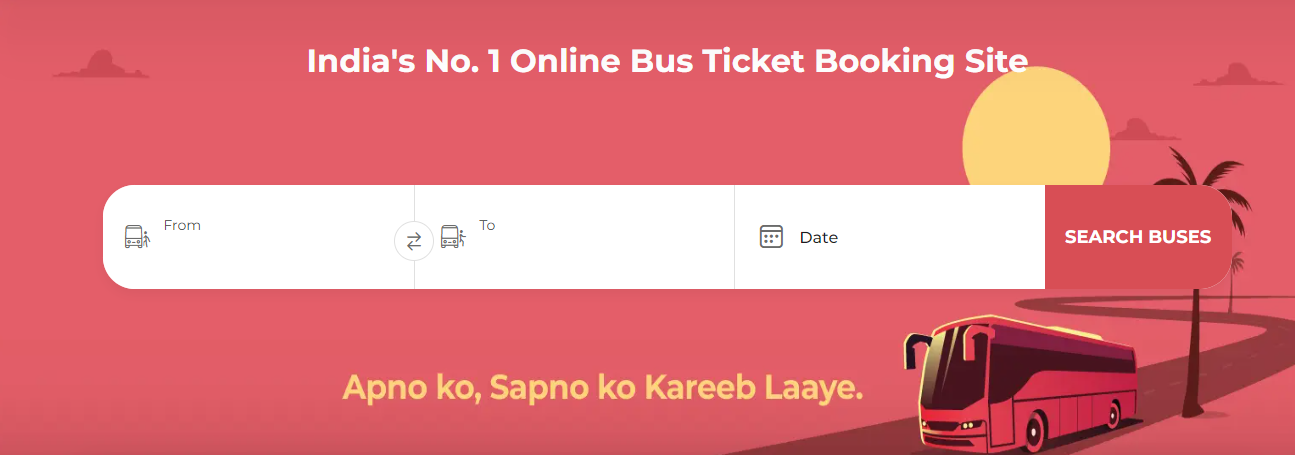 India's No. 1 Online Bus Ticket Booking Site
From
To
Date
SEARCH BUSES
Apno ko, Sapno ko Kareeb Laaye.